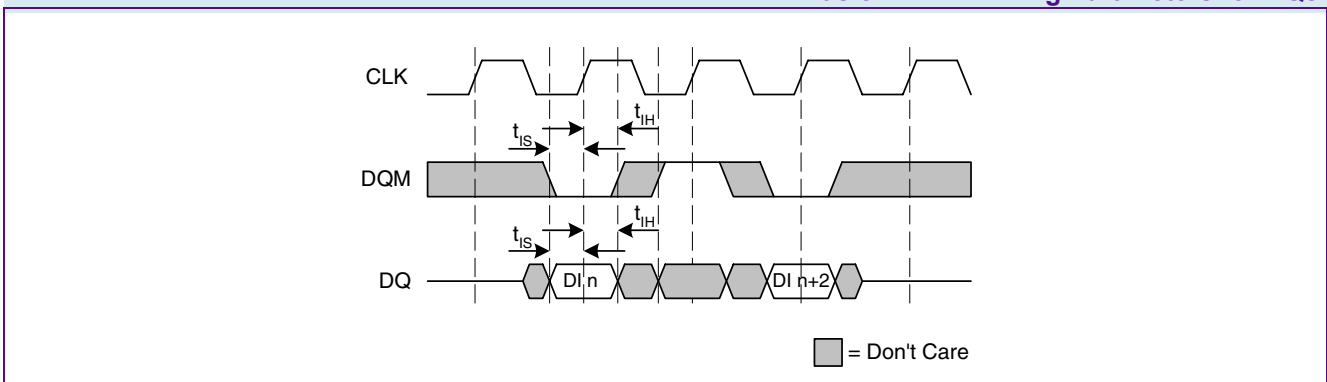 CLK
tIH
tIS
DQM
tIH
tIS
DQ
DI n
DI n+2
= Don't Care